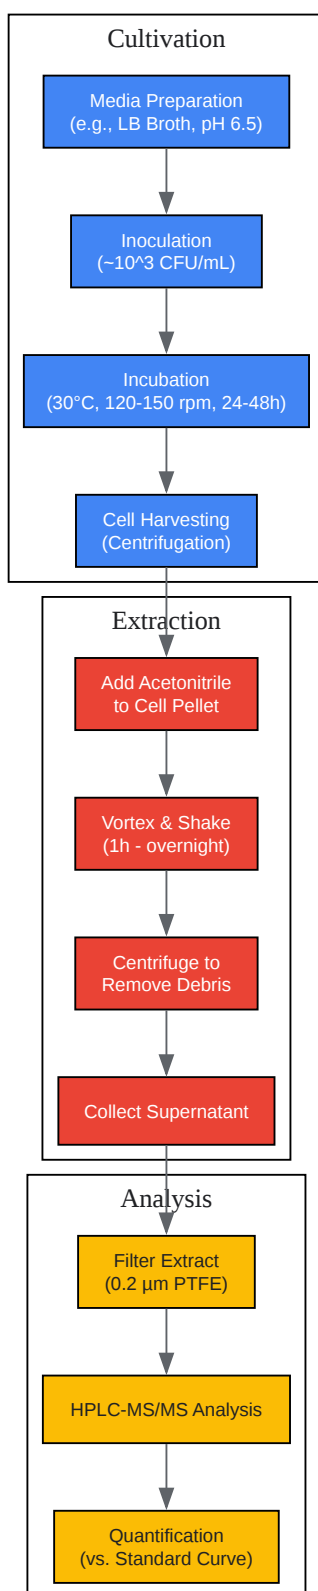 Cultivation
Media Preparation
(e.g., LB Broth, pH 6.5)
Inoculation
(~10^3 CFU/mL)
Incubation
(30°C, 120-150 rpm, 24-48h)
Cell Harvesting
(Centrifugation)
Extraction
Add Acetonitrile
to Cell Pellet
Vortex & Shake
(1h - overnight)
Centrifuge to
Remove Debris
Collect Supernatant
Analysis
Filter Extract
(0.2 µm PTFE)
HPLC-MS/MS Analysis
Quantification
(vs. Standard Curve)